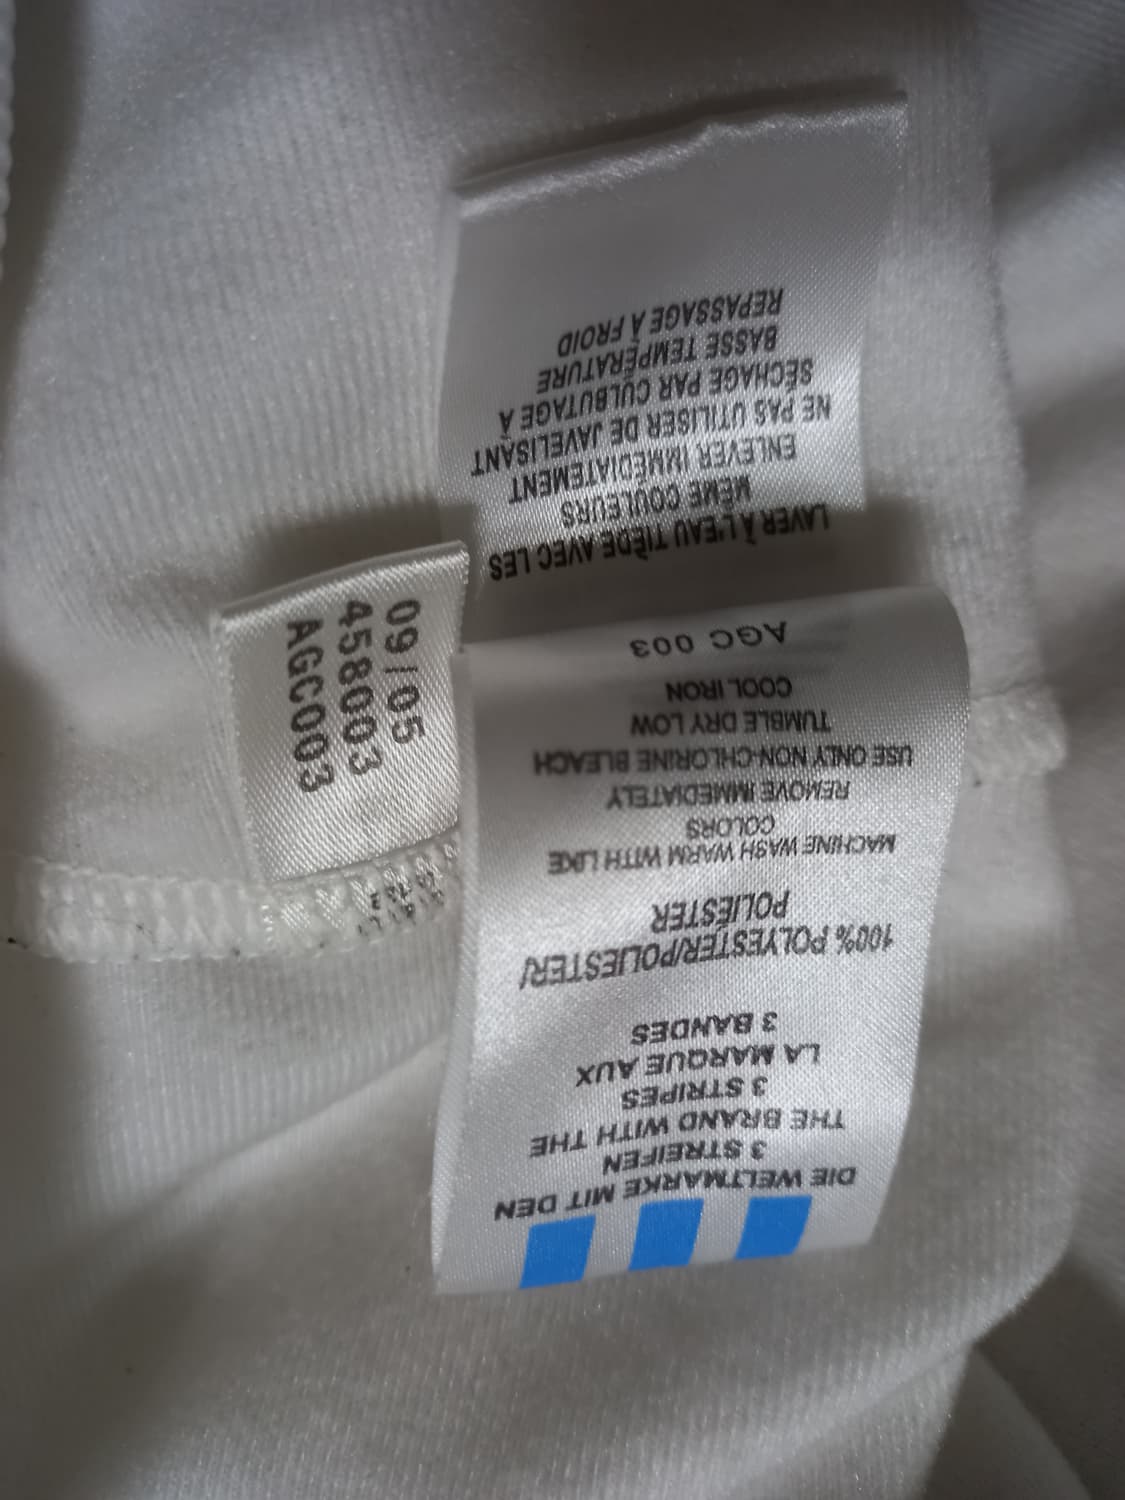 DIE WELTMARKE MIT DEN
3 STREIFEN
THE BRAND WITH THE
3 STRIPES
LA MARQUE AUX
3 BANDES
100% POLYESTER/POLIESTER/
POLIÉSTER
MACHINE WASH WARM WITH LIKE
COLORS
REMOVE IMMEDIATELY
USE ONLY NON-CHLORINE BLEACH
TUMBLE DRY LOW
COOL IRON
AGC 003
LAVER À L'EAU TIÈDE AVEC LES
MÊME COULEURS
ENLEVER IMMÉDIATEMENT
NE PAS UTILISER DE JAVELISANT
SÉCHAGE PAR CULBUTAGE À
BASSE TEMPÉRATURE
REPASSAGE À FROID
09/05
458003
AGC003